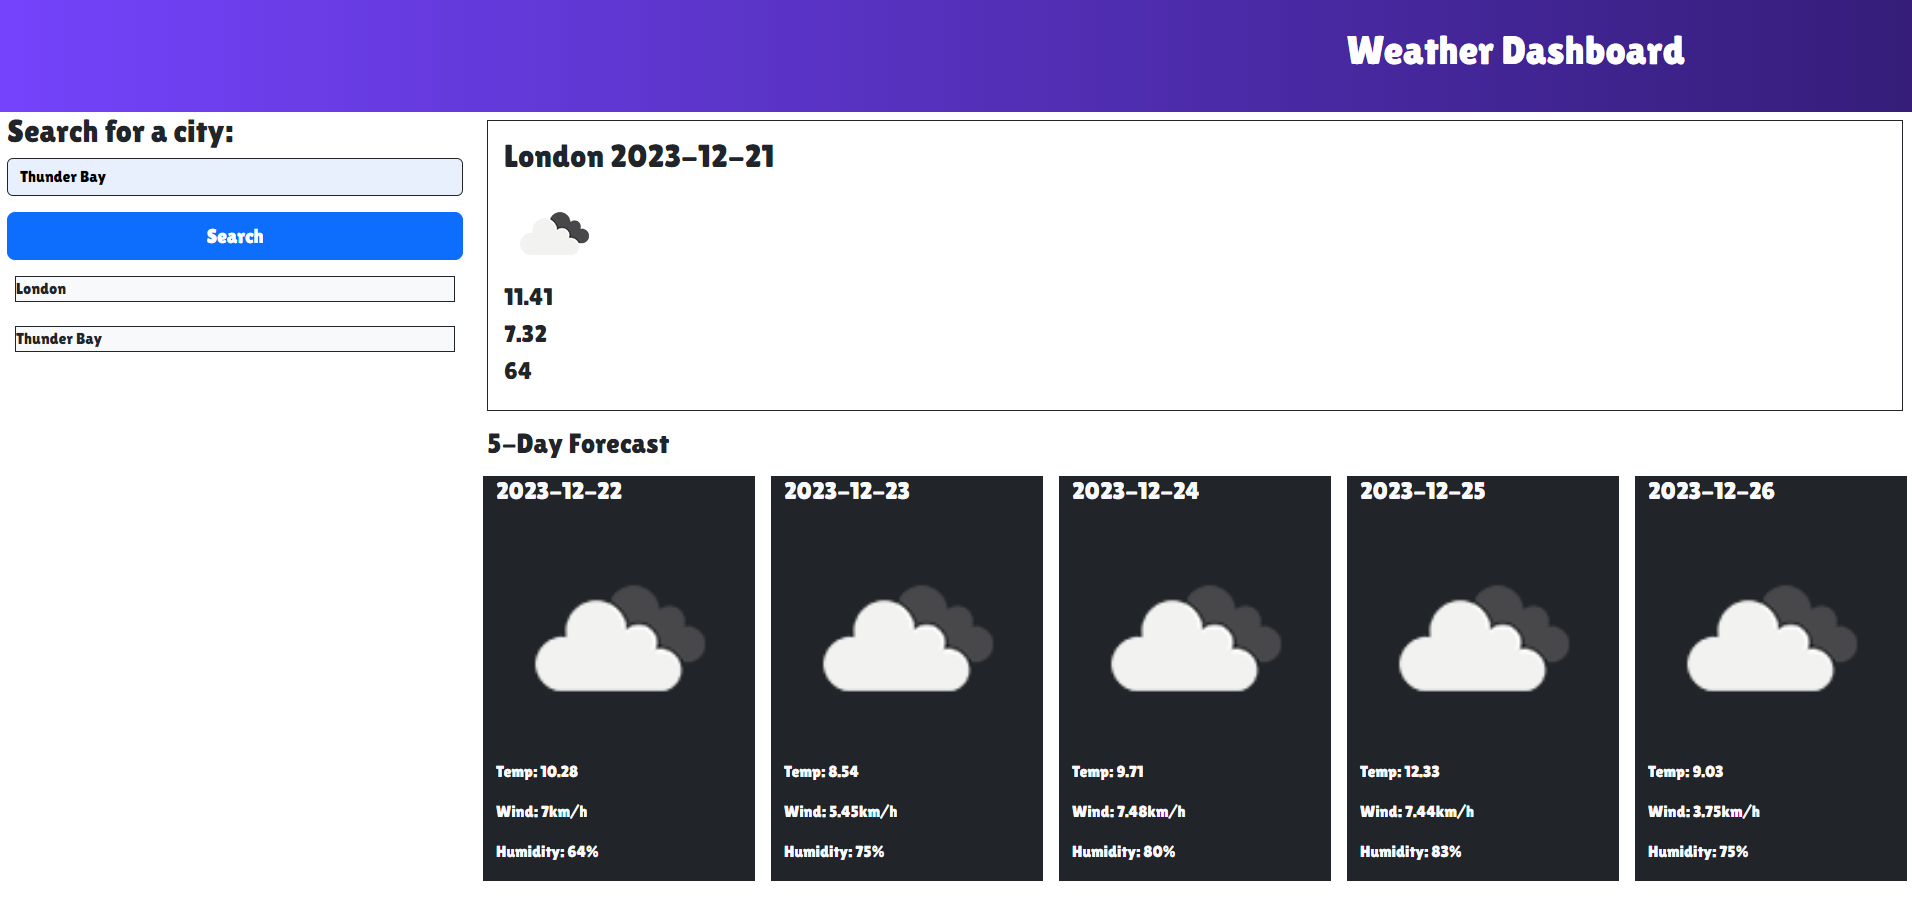 Weather Dashboard
Search for a city:
Thunder Bay
Search
London
Thunder Bay
London 2023-12-21
11.41
7.32
64
5-Day Forecast
2023-12-22
Temp: 10.28
Wind: 7km/h
Humidity: 64%
2023-12-23
Temp: 8.54
Wind: 5.45km/h
Humidity: 75%
2023-12-24
Temp: 9.71
Wind: 7.48km/h
Humidity: 80%
2023-12-25
Temp: 12.33
Wind: 7.44km/h
Humidity: 83%
2023-12-26
Temp: 9.03
Wind: 3.75km/h
Humidity: 75%